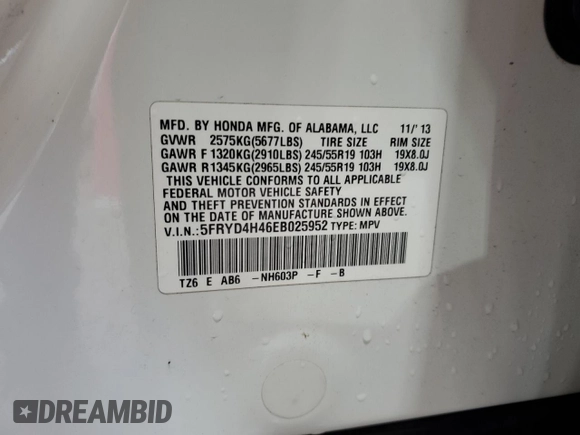 MFD. BY HONDA MFG. OF ALABAMA, LLC 11/'13
GVWR 2575KG(5677LBS) TIRE SIZE RIM SIZE
GAWR F 1320KG(2910LBS) 245/55R19 103H 19X8.0J
GAWR R1345KG(2965LBS) 245/55R19 103H 19X8.0J
THIS VEHICLE CONFORMS TO ALL APPLICABLE
FEDERAL MOTOR VEHICLE SAFETY
AND THEFT PREVENTION STANDARDS IN EFFECT
ON THE DATE OF MANUFACTURE SHOWN ABOVE.
V.I.N.: 5FRYD4H46EB025952 TYPE: MPV
TZ6 E AB6 -NH603P -F -B
DREAMBID